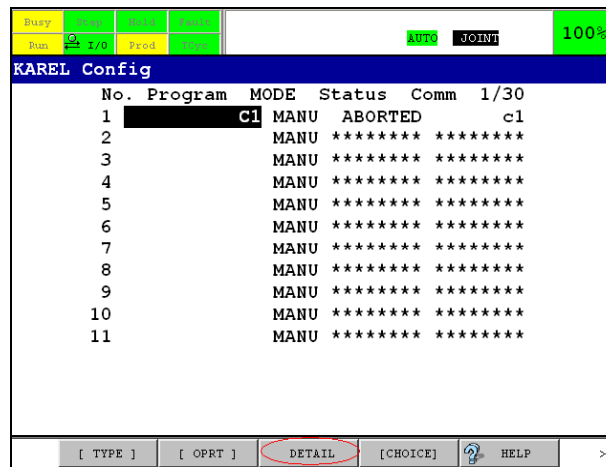 Busy Step Hold Fault
Run I/O Prod TCyc
AUTO JOINT 100%
KAREL Config
No. Program MODE Status Comm 1/30
1 C1 MANU ABORTED c1
2 MANU ******** ********
3 MANU ******** ********
4 MANU ******** ********
5 MANU ******** ********
6 MANU ******** ********
7 MANU ******** ********
8 MANU ******** ********
9 MANU ******** ********
10 MANU ******** ********
11 MANU ******** ********
[ TYPE ] [ OPRT ] DETAIL [CHOICE] HELP >